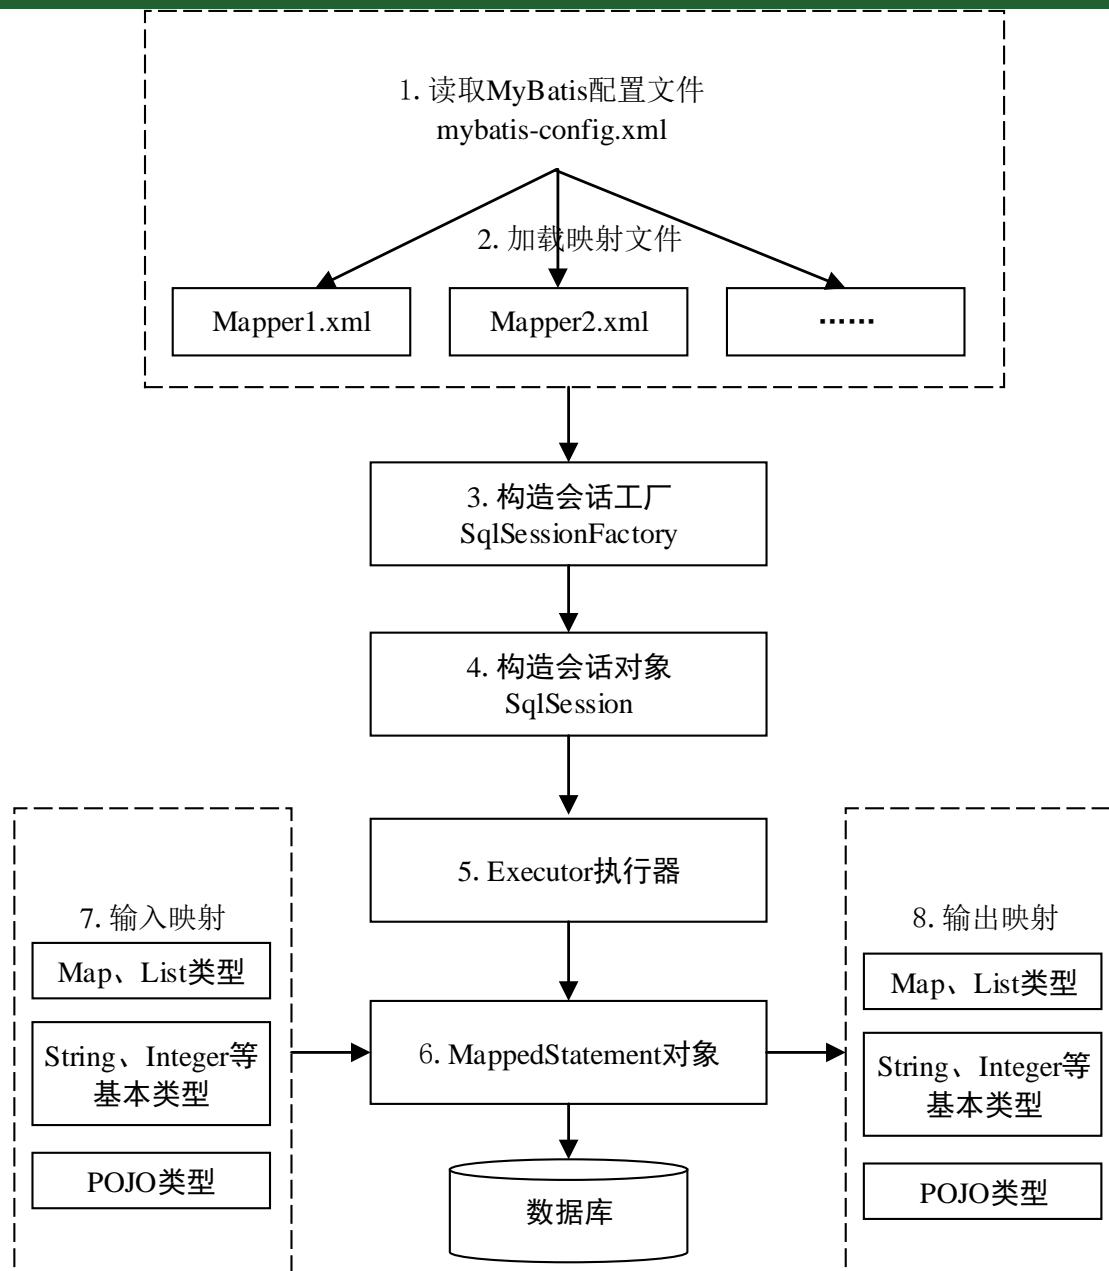 1. 读取MyBatis配置文件
mybatis-config.xml
2. 加载映射文件
Mapper1.xml
Mapper2.xml
……
3. 构造会话工厂
SqlSessionFactory
4. 构造会话对象
SqlSession
5. Executor执行器
7. 输入映射
Map、List类型
String、Integer等
基本类型
POJO类型
6. MappedStatement对象
数据库
8. 输出映射
Map、List类型
String、Integer等
基本类型
POJO类型